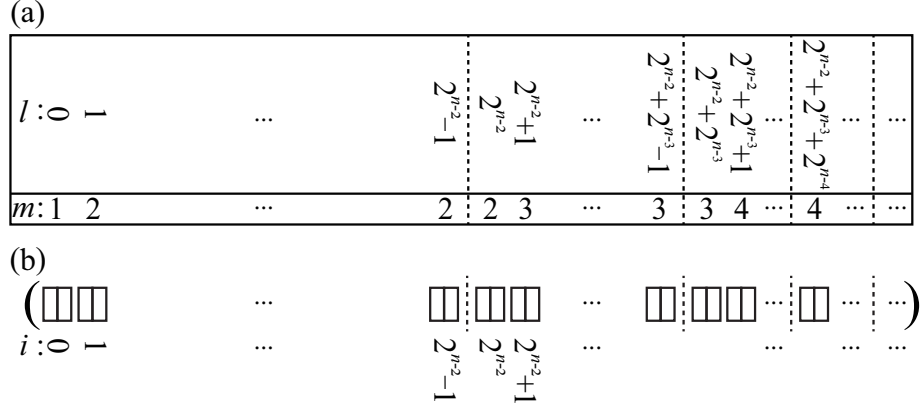 (a)
l : 0 1 ... 2^{n-2}−1 2^{n-2} 2^{n-2}+1 ... 2^{n-2}+2^{n-3}−1 2^{n-2}+2^{n-3} 2^{n-2}+2^{n-3}+1 ... 2^{n-2}+2^{n-3}+2^{n-4} ... ...
m: 1 2 ... 2 2 3 ... 3 3 4 ... 4 ... ...
(b)
( ... ... ... ... ... )
i : 0 1 ... 2^{n-2}−1 2^{n-2} 2^{n-2}+1 ... ... ... ...